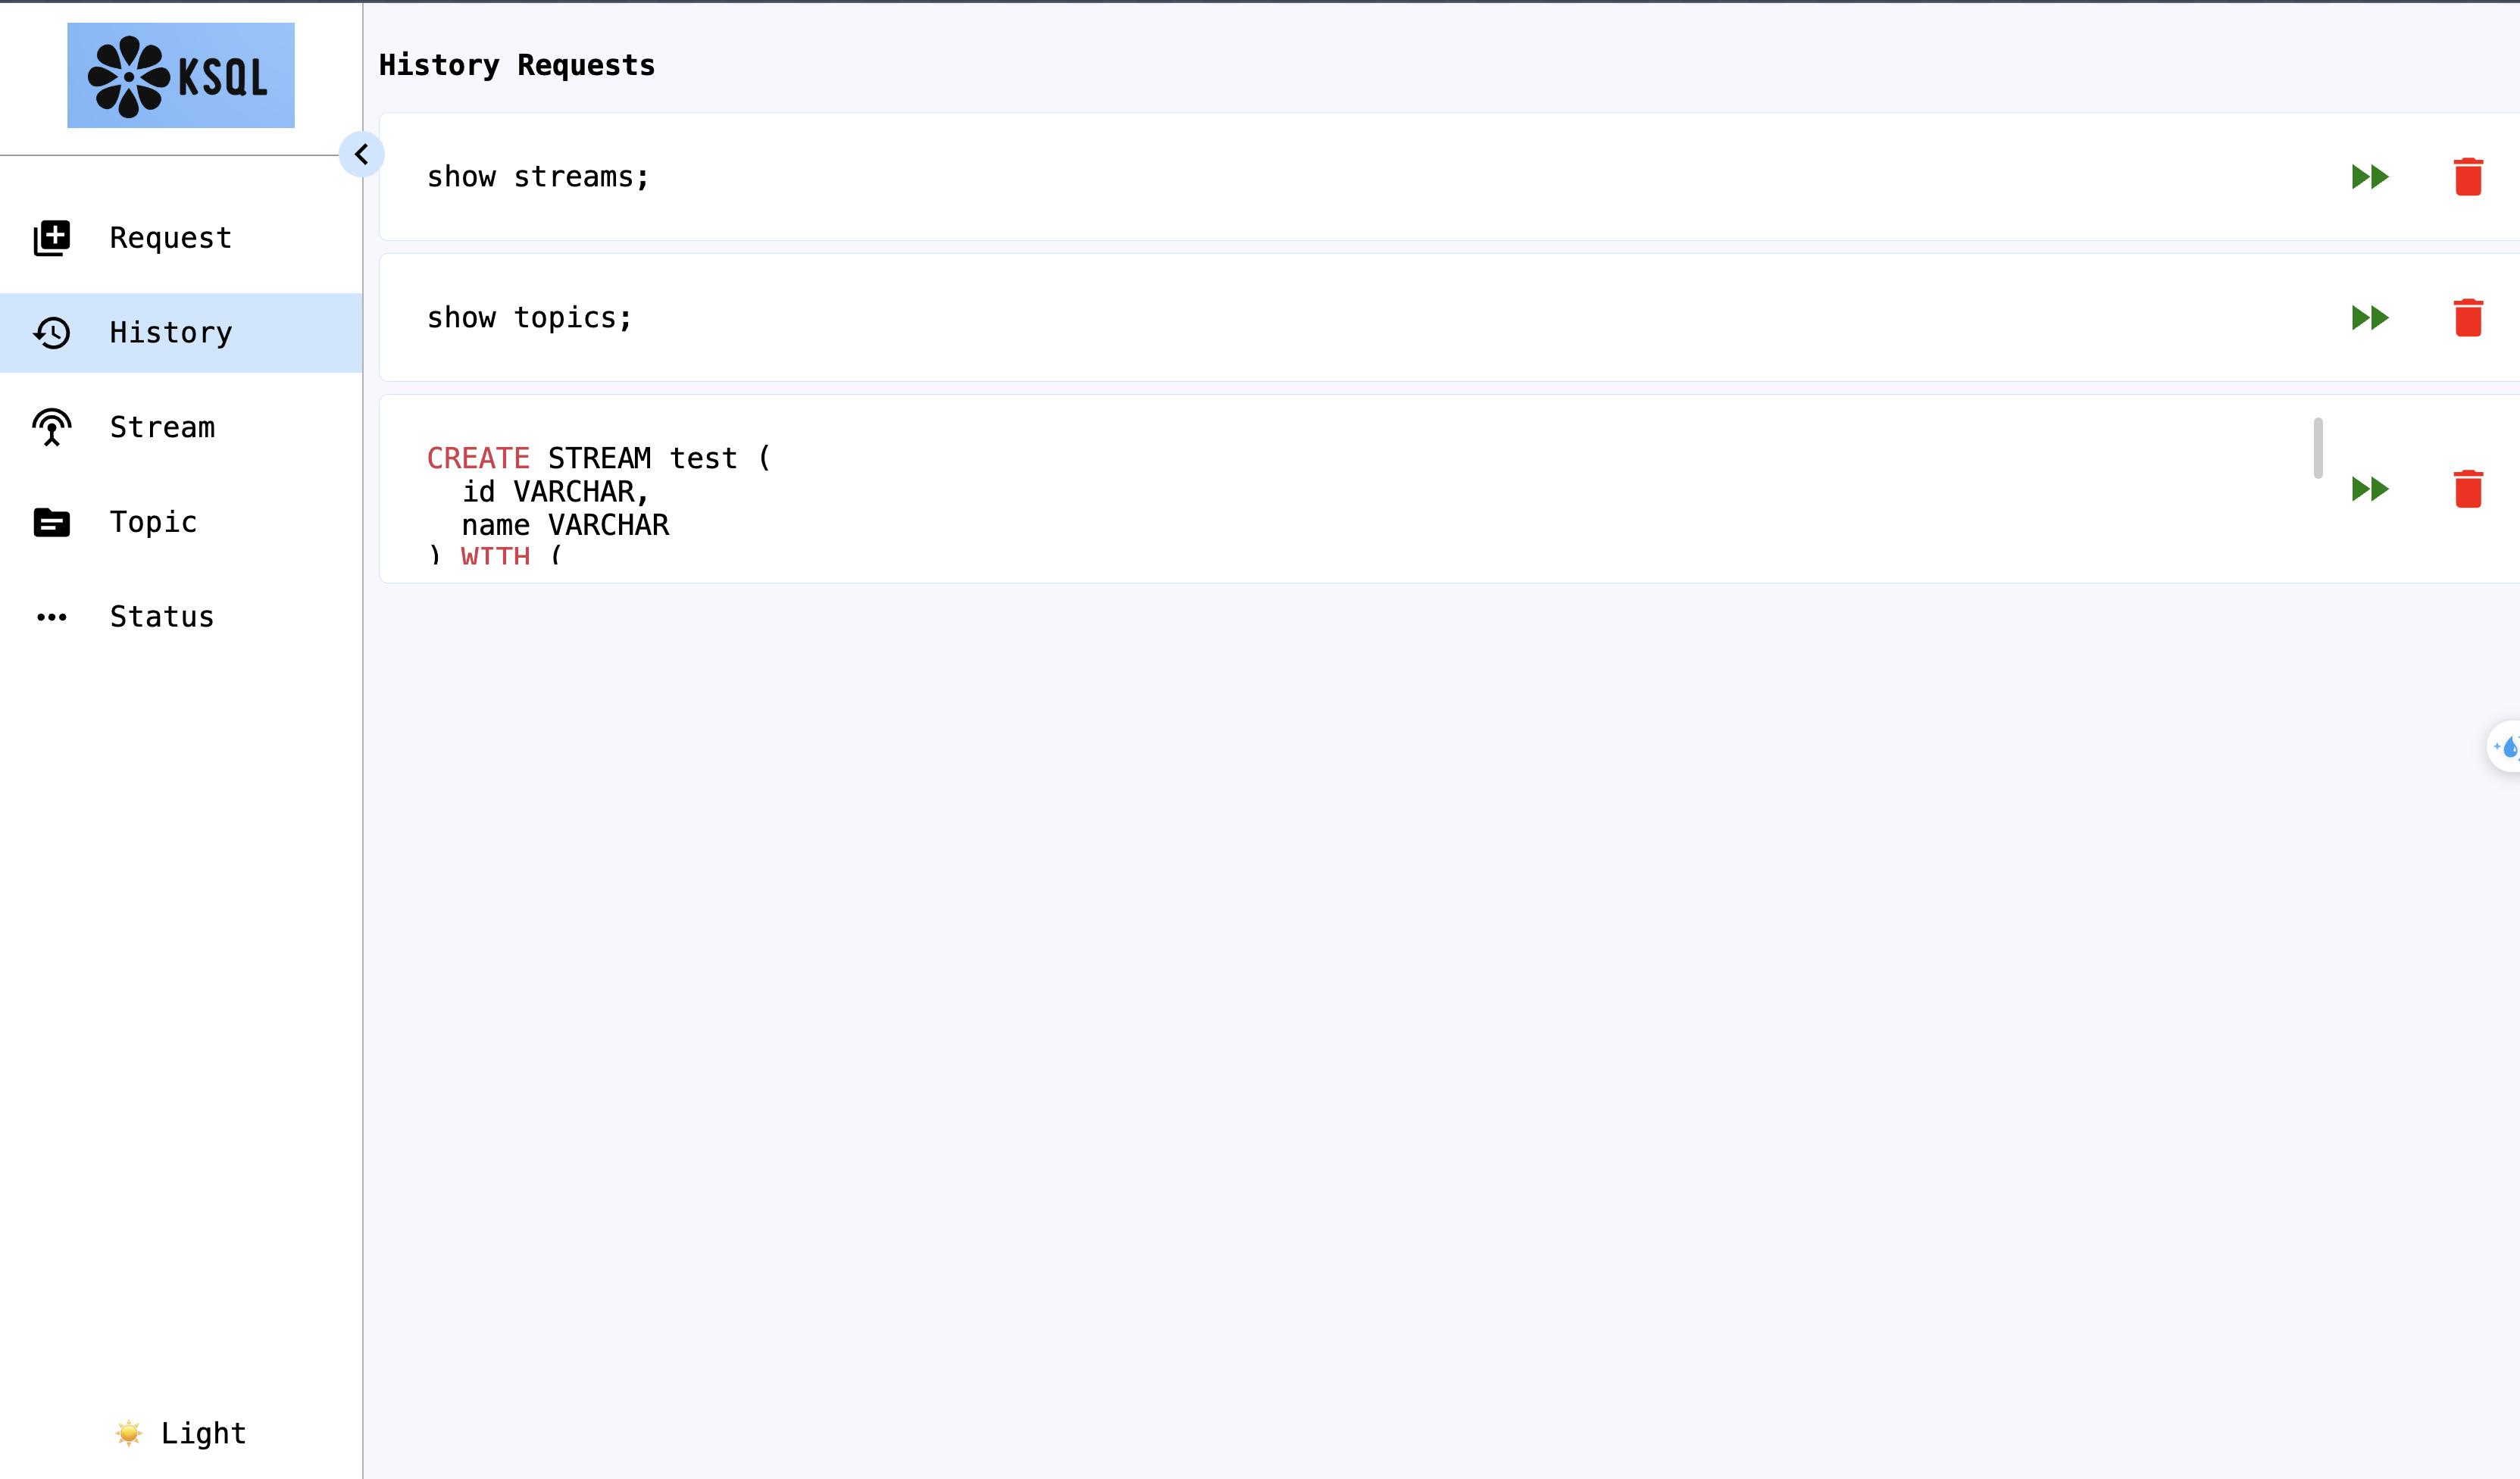 KSQL
Request
History
Stream
Topic
Status
Light
History Requests
show streams;
show topics;
CREATE STREAM test (
  id VARCHAR,
  name VARCHAR
) WITH (